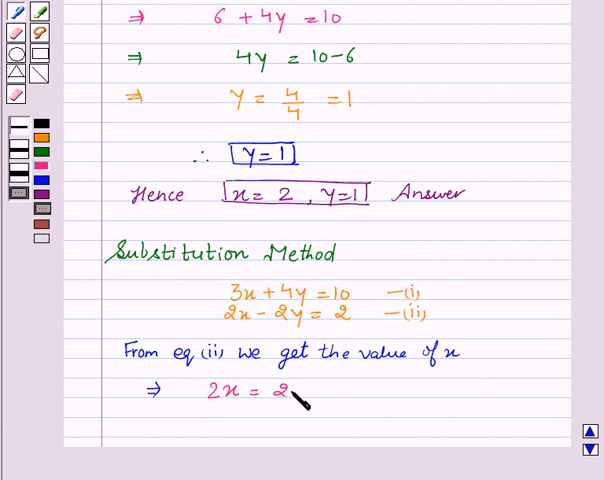 ⇒ 6 + 4y = 10
⇒ 4y = 10-6
⇒ y = 4/4 = 1
∴ y=1
Hence x= 2 , y=1 Answer
Substitution Method
3x + 4y = 10 —(i)
2x - 2y = 2 —(ii)
From eq (ii) we get the value of x
⇒ 2x = 2